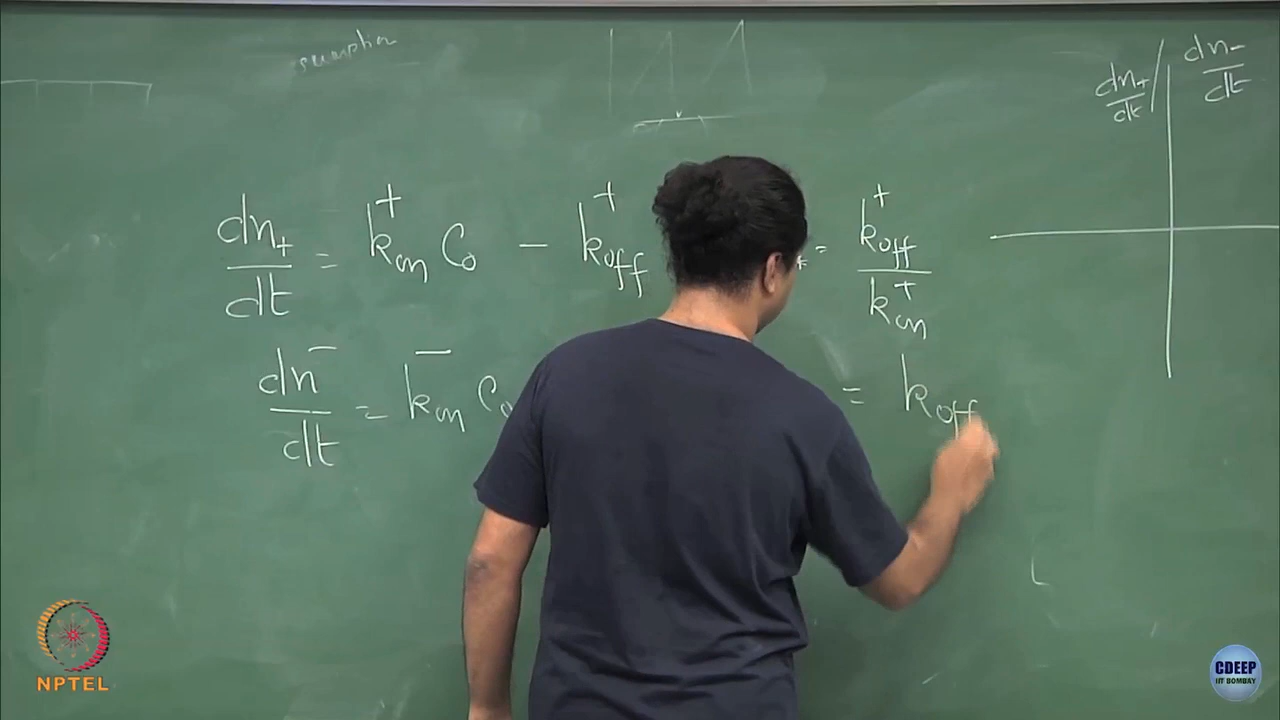 sumption
dn+/dt | dn-/dt
dn+/dt = k+on C0 - k+off = k+off/k+on
dn-/dt = k-on C0 = koff
NPTEL
CDEEP
IIT BOMBAY